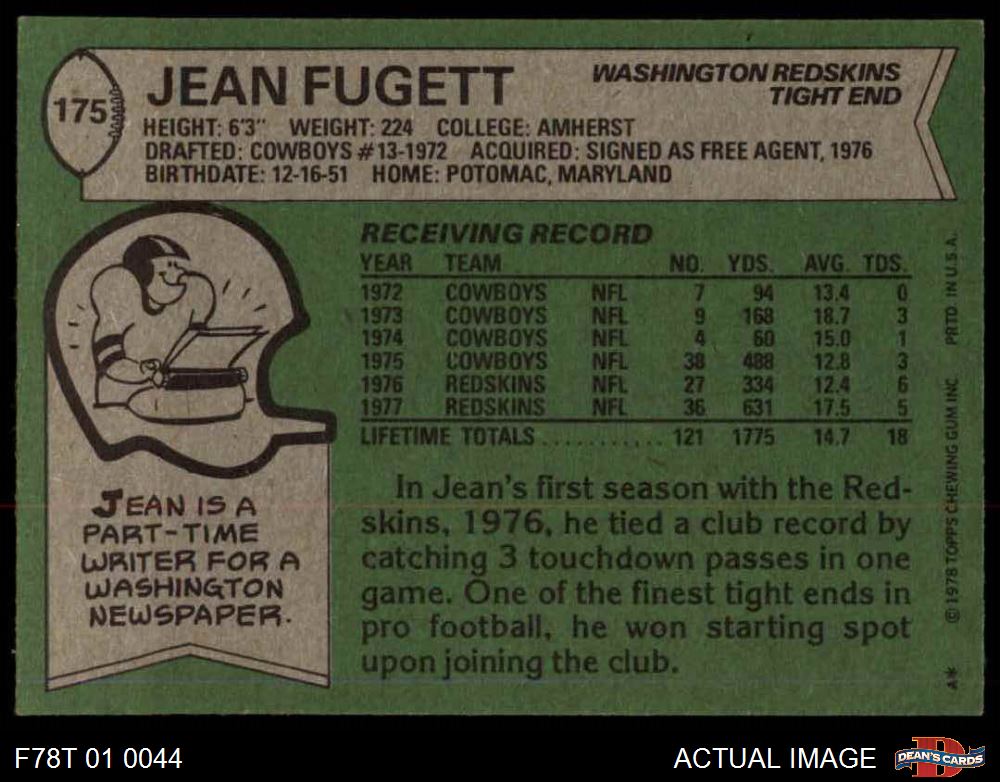 175
JEAN FUGETT
WASHINGTON REDSKINS
TIGHT END
HEIGHT: 6'3" WEIGHT: 224 COLLEGE: AMHERST
DRAFTED: COWBOYS #13-1972 ACQUIRED: SIGNED AS FREE AGENT, 1976
BIRTHDATE: 12-16-51 HOME: POTOMAC, MARYLAND
RECEIVING RECORD
YEAR TEAM NO. YDS. AVG. TDS.
1972 COWBOYS NFL 7 94 13.4 0
1973 COWBOYS NFL 9 168 18.7 3
1974 COWBOYS NFL 4 60 15.0 1
1975 COWBOYS NFL 38 488 12.8 3
1976 REDSKINS NFL 27 334 12.4 6
1977 REDSKINS NFL 36 631 17.5 5
LIFETIME TOTALS........... 121 1775 14.7 18
JEAN IS A
PART-TIME
WRITER FOR A
WASHINGTON
NEWSPAPER.
In Jean's first season with the Red-
skins, 1976, he tied a club record by
catching 3 touchdown passes in one
game. One of the finest tight ends in
pro football, he won starting spot
upon joining the club.
A* © 1978 TOPPS CHEWING GUM INC PRTD. IN U.S.A.
F78T 01 0044
ACTUAL IMAGE
D
DEAN'S CARDS